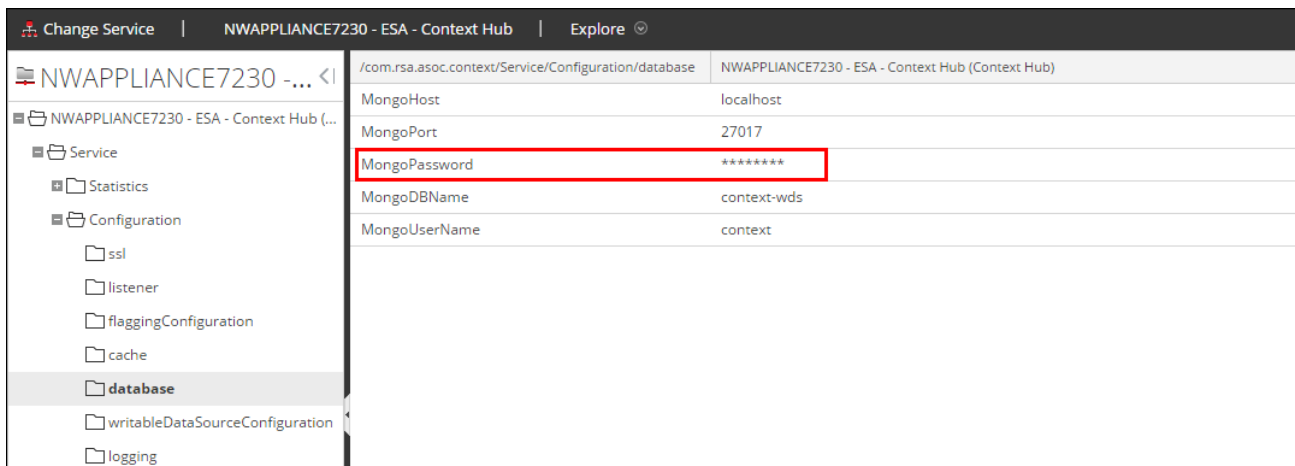 Change Service | NWAPPLIANCE7230 - ESA - Context Hub | Explore
NWAPPLIANCE7230 -...
NWAPPLIANCE7230 - ESA - Context Hub (...
Service
Statistics
Configuration
ssl
listener
flaggingConfiguration
cache
database
writableDataSourceConfiguration
logging
/com.rsa.asoc.context/Service/Configuration/database NWAPPLIANCE7230 - ESA - Context Hub (Context Hub)
MongoHost localhost
MongoPort 27017
MongoPassword ********
MongoDBName context-wds
MongoUserName context